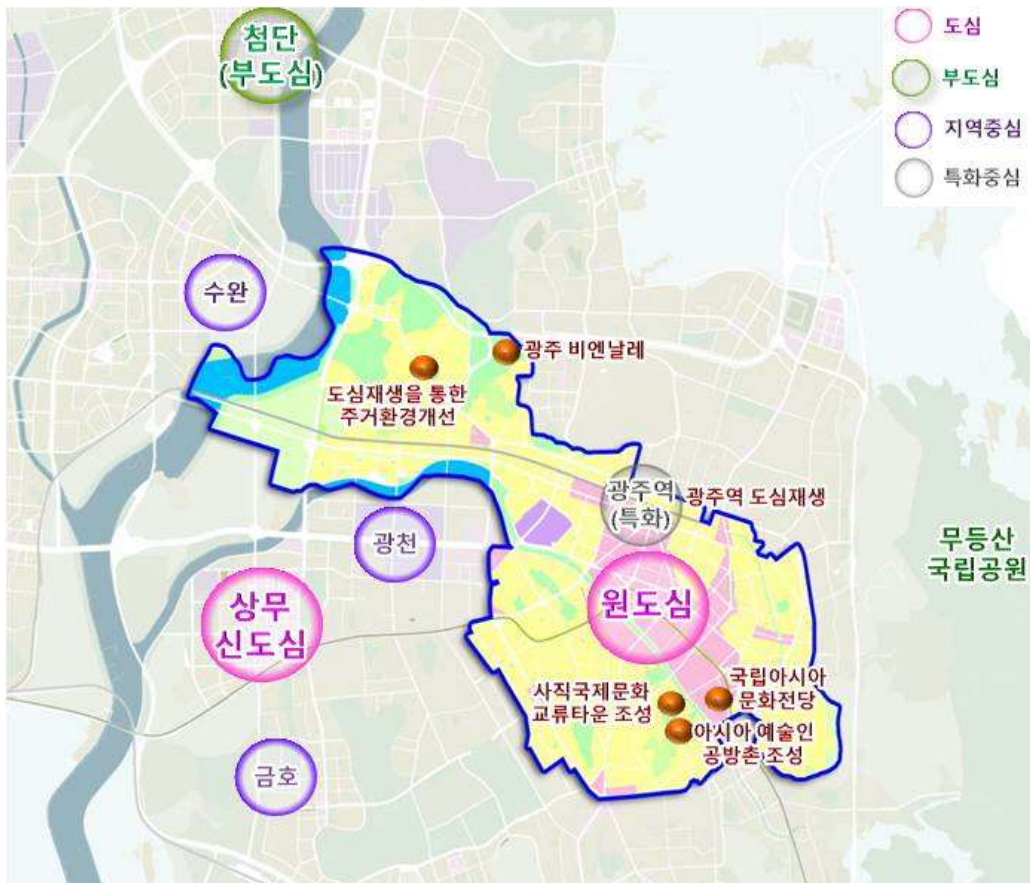 첨단
(부도심)
도심
부도심
지역중심
특화중심
수완
광주 비엔날레
도심재생을 통한
주거환경개선
광주역
(특화)
광주역 도심재생
광천
무등산
국립공원
상무
신도심
원도심
사직국제문화
교류타운 조성
국립아시아
문화전당
아시아 예술인
공방촌 조성
금호